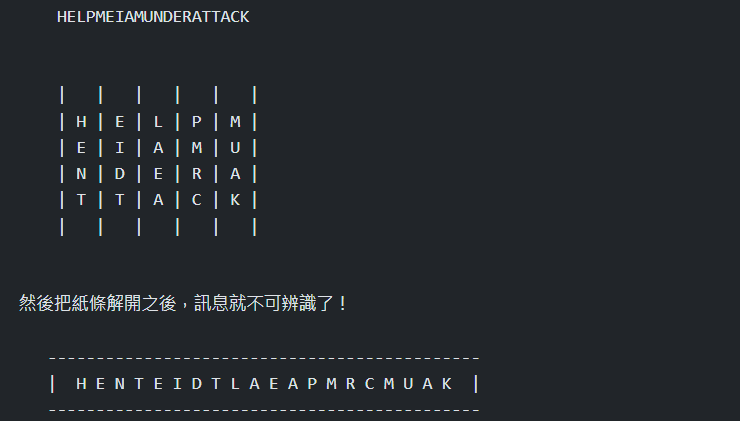 HELPMEIAMUNDERATTACK
|   |   |   |   |   |
| H | E | L | P | M |
| E | I | A | M | U |
| N | D | E | R | A |
| T | T | A | C | K |
|   |   |   |   |   |
然後把紙條解開之後，訊息就不可辨識了！
---------------------------------------------
|  H E N T E I D T L A E A P M R C M U A K  |
---------------------------------------------